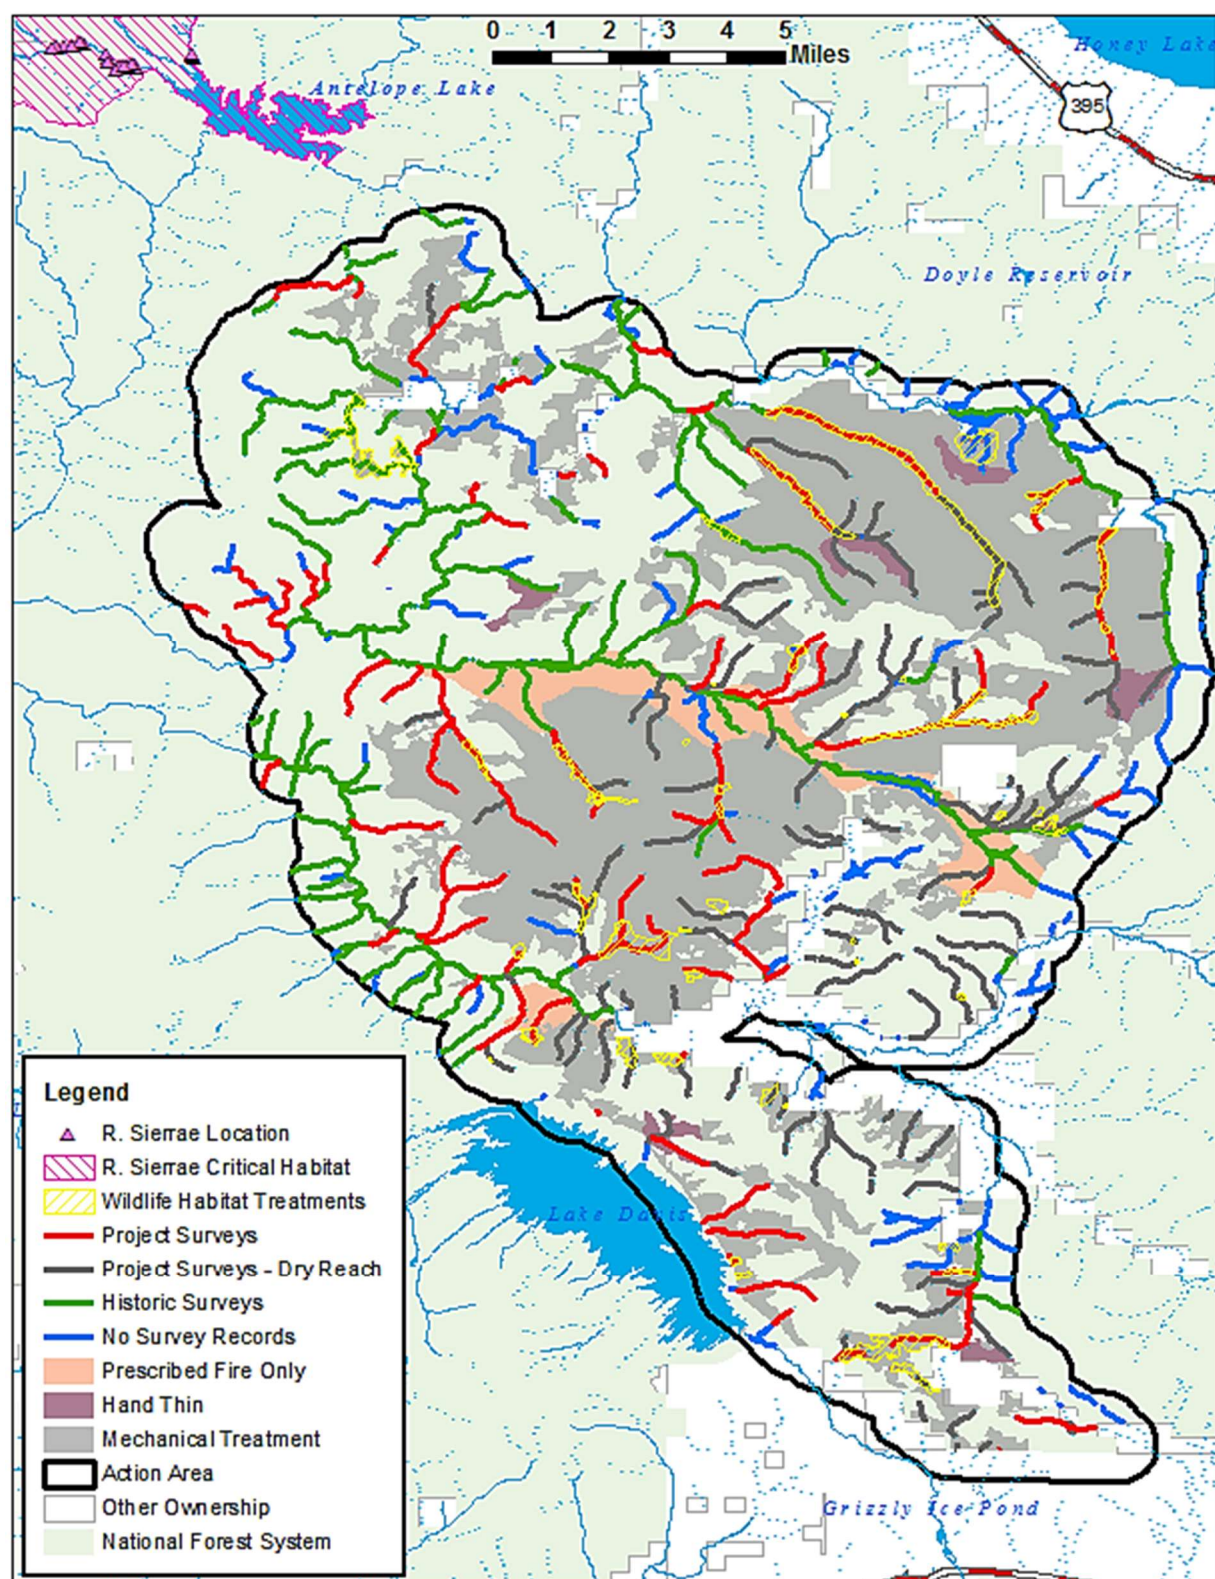 0 1 2 3 4 5
Miles
Honey Lake
Antelope Lake
395
Doyle Reservoir
Legend
R. Sierrae Location
R. Sierrae Critical Habitat
Wildlife Habitat Treatments
Project Surveys
Project Surveys - Dry Reach
Historic Surveys
No Survey Records
Prescribed Fire Only
Hand Thin
Mechanical Treatment
Action Area
Other Ownership
National Forest System
Lake Davis
Grizzly Ice Pond